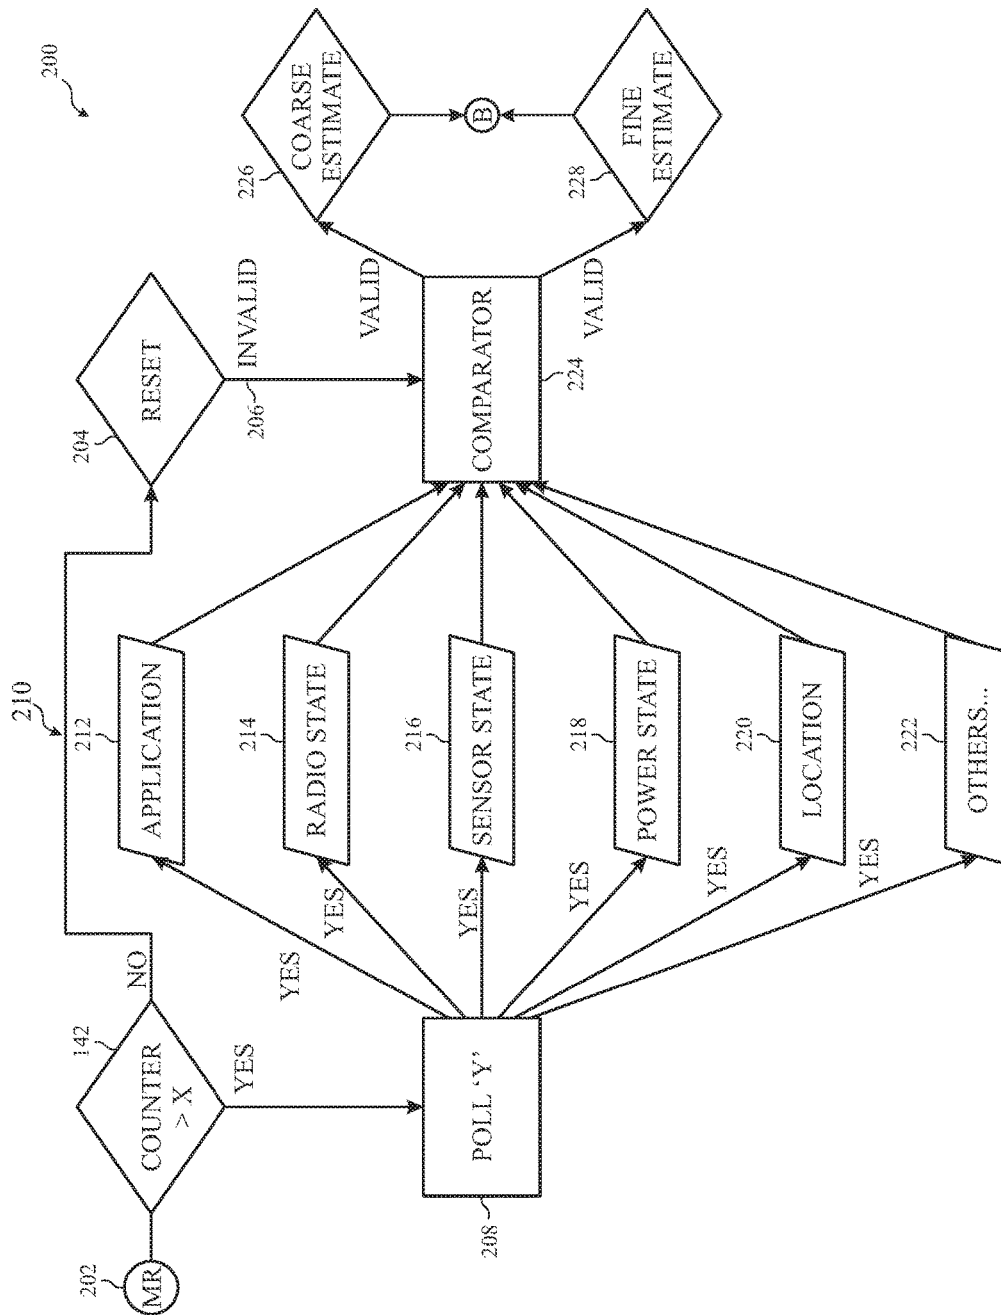 200
202
MR
142
COUNTER
> X
NO
YES
210
204
RESET
206
INVALID
208
POLL ‘Y’
YES
YES
YES
YES
YES
YES
212
APPLICATION
214
RADIO STATE
216
SENSOR STATE
218
POWER STATE
220
LOCATION
222
OTHERS...
COMPARATOR
224
VALID
VALID
226
COARSE
ESTIMATE
B
228
FINE
ESTIMATE